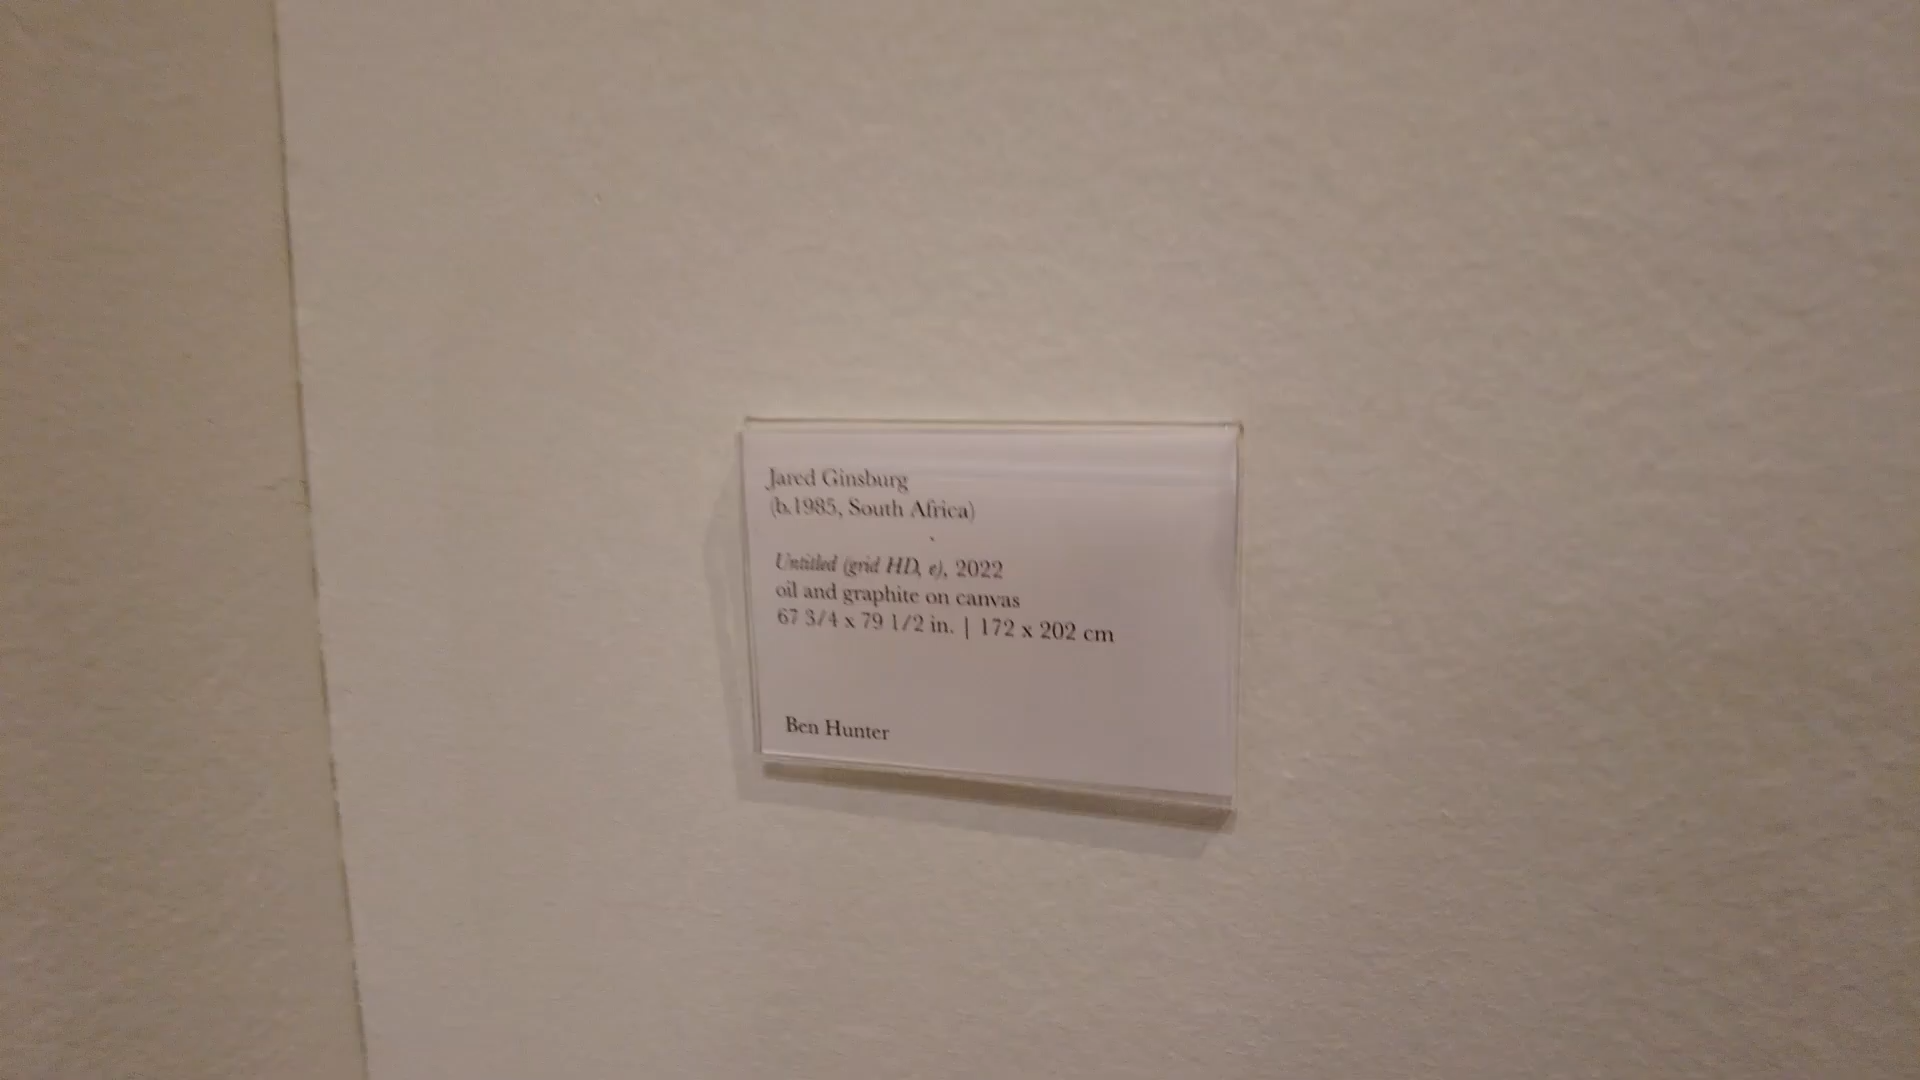 Jared Ginsburg
(b.1985, South Africa)
Untitled (grid HD, e), 2022
oil and graphite on canvas
67 3/4 x 79 1/2 in. | 172 x 202 cm
Ben Hunter